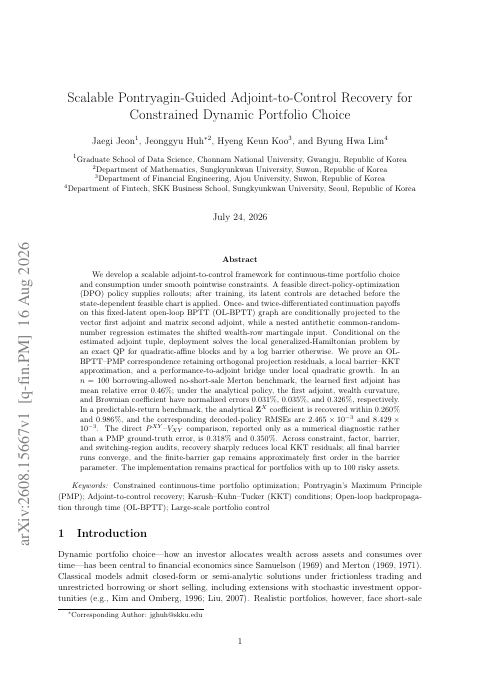 Scalable Pontryagin-Guided Adjoint-to-Control Recovery for
Constrained Dynamic Portfolio Choice
Jaegi Jeon1, Jeonggyu Huh*2, Hyeng Keun Koo3, and Byung Hwa Lim4
1Graduate School of Data Science, Chonnam National University, Gwangju, Republic of Korea
2Department of Mathematics, Sungkyunkwan University, Suwon, Republic of Korea
3Department of Financial Engineering, Ajou University, Suwon, Republic of Korea
4Department of Fintech, SKK Business School, Sungkyunkwan University, Seoul, Republic of Korea
July 24, 2026
Abstract
We develop a scalable adjoint-to-control framework for continuous-time portfolio choice
and consumption under smooth pointwise constraints. A feasible direct-policy-optimization
(DPO) policy supplies rollouts; after training, its latent controls are detached before the
state-dependent feasible chart is applied. Once- and twice-differentiated continuation payoffs
on this fixed-latent open-loop BPTT (OL-BPTT) graph are conditionally projected to the
vector first adjoint and matrix second adjoint, while a nested antithetic common-random-
number regression estimates the shifted wealth-row martingale input. Conditional on the
estimated adjoint tuple, deployment solves the local generalized-Hamiltonian problem by
an exact QP for quadratic-affine blocks and by a log barrier otherwise. We prove an OL-
BPTT–PMP correspondence retaining orthogonal projection residuals, a local barrier–KKT
approximation, and a performance-to-adjoint bridge under local quadratic growth. In an
n = 100 borrowing-allowed no-short-sale Merton benchmark, the learned first adjoint has
mean relative error 0.46%; under the analytical policy, the first adjoint, wealth curvature,
and Brownian coefficient have normalized errors 0.031%, 0.035%, and 0.326%, respectively.
In a predictable-return benchmark, the analytical ZX coefficient is recovered within 0.260%
and 0.986%, and the corresponding decoded-policy RMSEs are 2.465 × 10−3 and 8.429 ×
10−3. The direct PXY–VXY comparison, reported only as a numerical diagnostic rather
than a PMP ground-truth error, is 0.318% and 0.350%. Across constraint, factor, barrier,
and switching-region audits, recovery sharply reduces local KKT residuals; all final barrier
runs converge, and the finite-barrier gap remains approximately first order in the barrier
parameter. The implementation remains practical for portfolios with up to 100 risky assets.
Keywords: Constrained continuous-time portfolio optimization; Pontryagin's Maximum Principle
(PMP); Adjoint-to-control recovery; Karush–Kuhn–Tucker (KKT) conditions; Open-loop backpropaga-
tion through time (OL-BPTT); Large-scale portfolio control
1 Introduction
Dynamic portfolio choice—how an investor allocates wealth across assets and consumes over
time—has been central to financial economics since Samuelson (1969) and Merton (1969, 1971).
Classical models admit closed-form or semi-analytic solutions under frictionless trading and
unrestricted borrowing or short selling, including extensions with stochastic investment oppor-
tunities (e.g., Kim and Omberg, 1996; Liu, 2007). Realistic portfolios, however, face short-sale
*Corresponding Author: jghuh@skku.edu
1
arXiv:2608.15667v1 [q-fin.PM] 16 Aug 2026